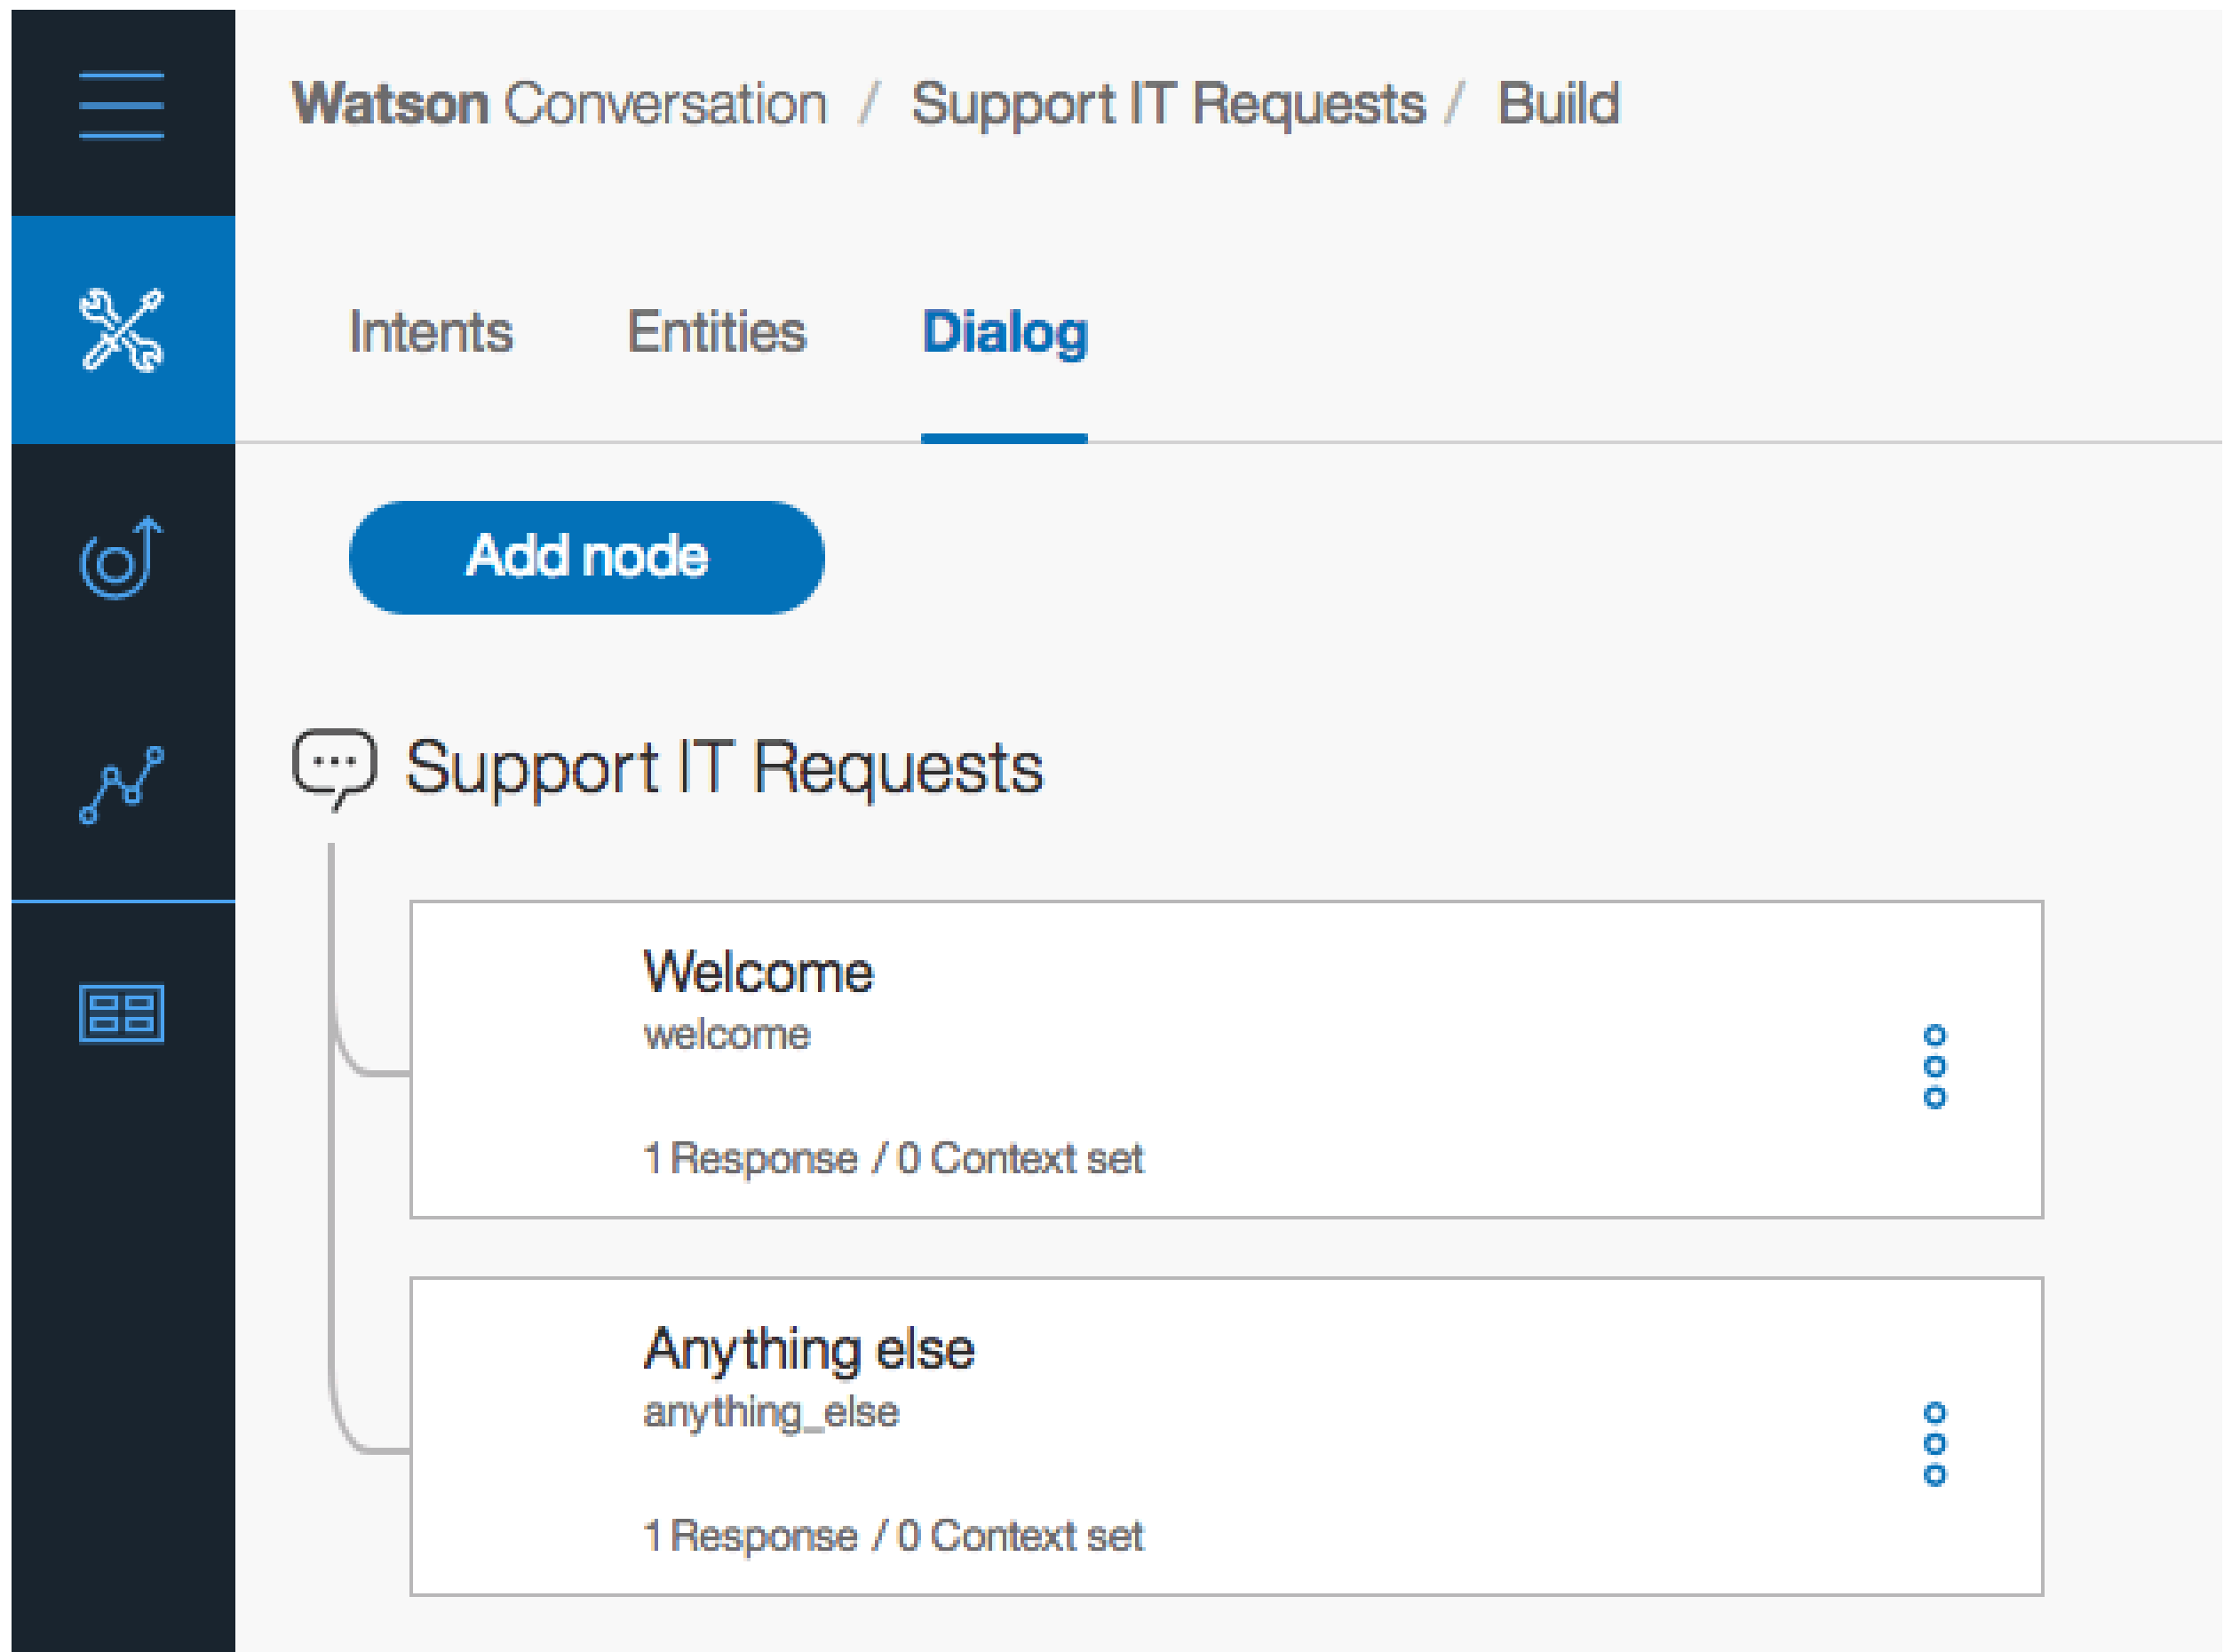 Watson Conversation / Support IT Requests / Build
Intents Entities Dialog
Add node
Support IT Requests
Welcome
welcome
1 Response / 0 Context set
Anything else
anything_else
1 Response / 0 Context set